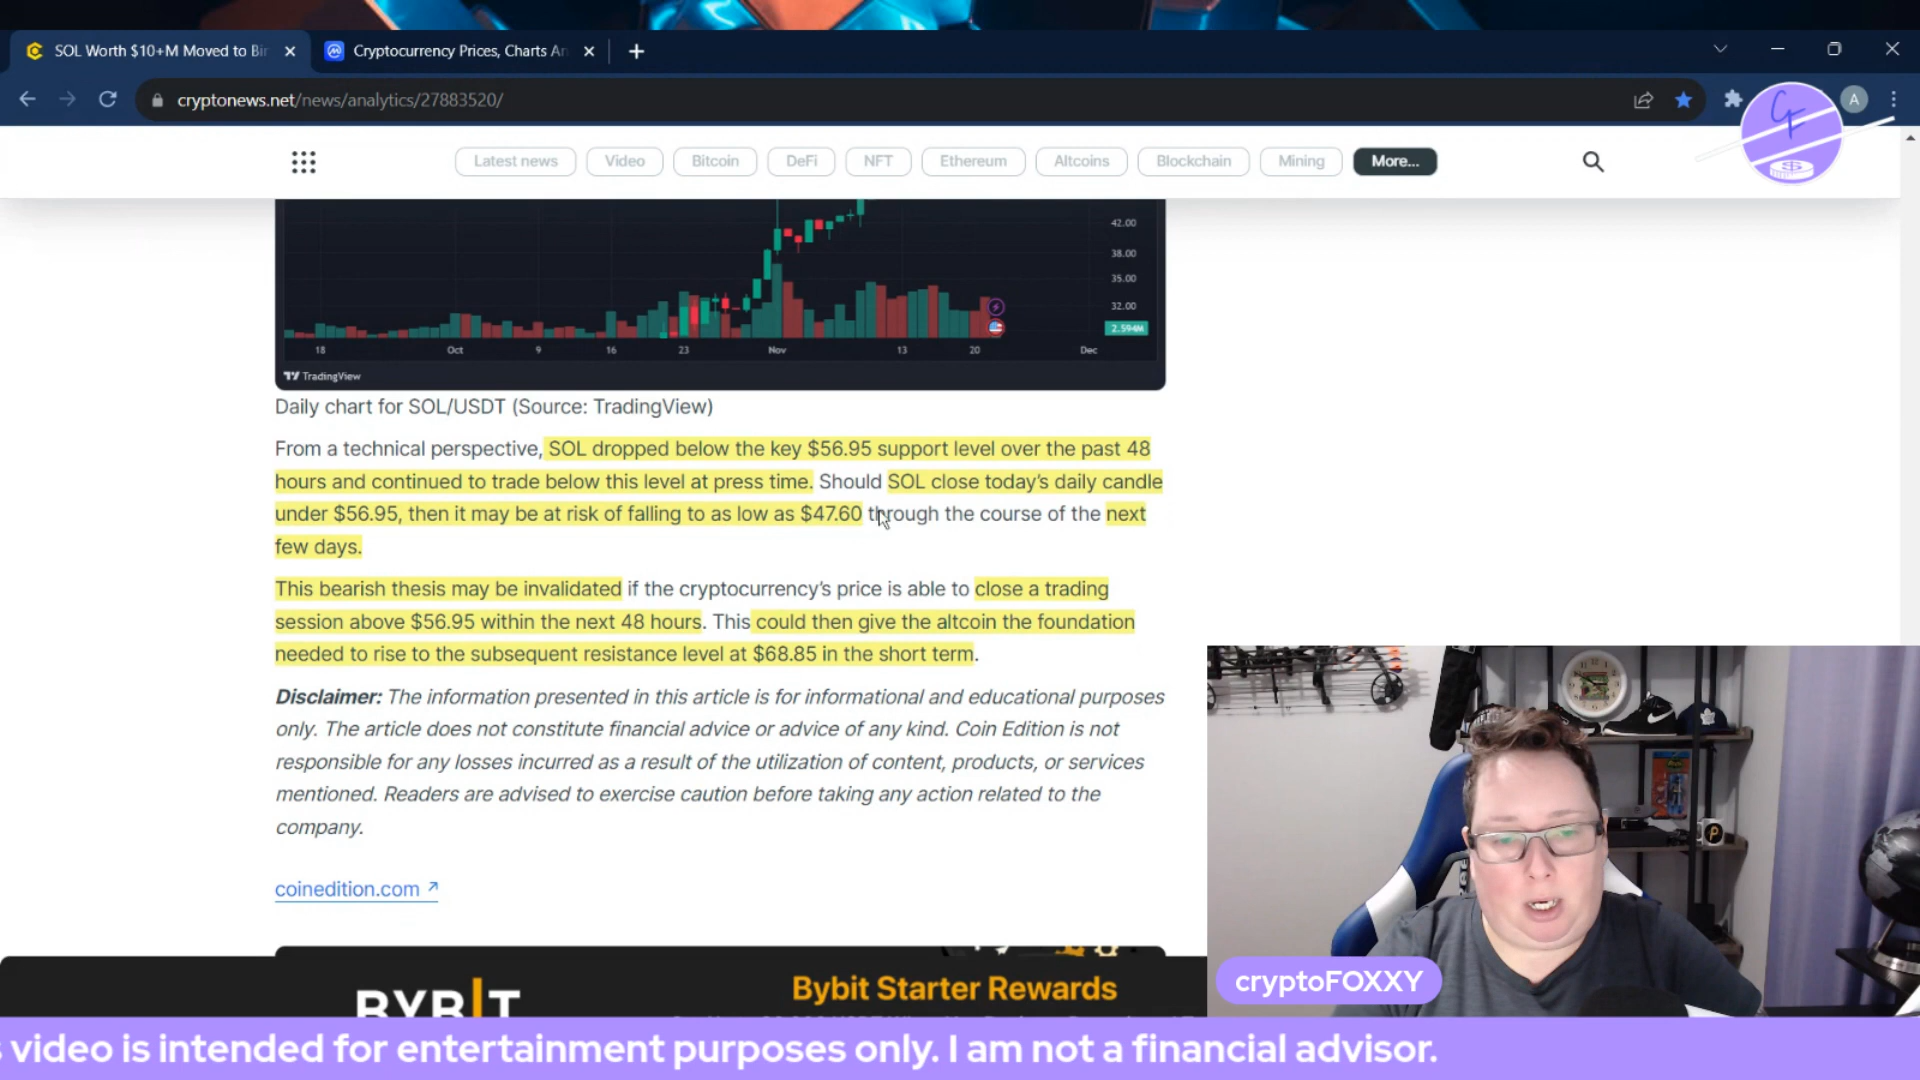 SOL Worth $10+M Moved to Bin
Cryptocurrency Prices, Charts An
cryptonews.net/news/analytics/27883520/
A
CF
$
Latest news
Video
Bitcoin
DeFi
NFT
Ethereum
Altcoins
Blockchain
Mining
More...
42.00
38.00
35.00
32.00
2.594M
18 Oct 9 16 23 Nov 13 20 Dec
TradingView
Daily chart for SOL/USDT (Source: TradingView)
From a technical perspective, SOL dropped below the key $56.95 support level over the past 48
hours and continued to trade below this level at press time. Should SOL close today's daily candle
under $56.95, then it may be at risk of falling to as low as $47.60 through the course of the next
few days.
This bearish thesis may be invalidated if the cryptocurrency's price is able to close a trading
session above $56.95 within the next 48 hours. This could then give the altcoin the foundation
needed to rise to the subsequent resistance level at $68.85 in the short term.
Disclaimer: The information presented in this article is for informational and educational purposes
only. The article does not constitute financial advice or advice of any kind. Coin Edition is not
responsible for any losses incurred as a result of the utilization of content, products, or services
mentioned. Readers are advised to exercise caution before taking any action related to the
company.
coinedition.com
BYBIT
Bybit Starter Rewards
cryptoFOXXY
video is intended for entertainment purposes only. I am not a financial advisor.